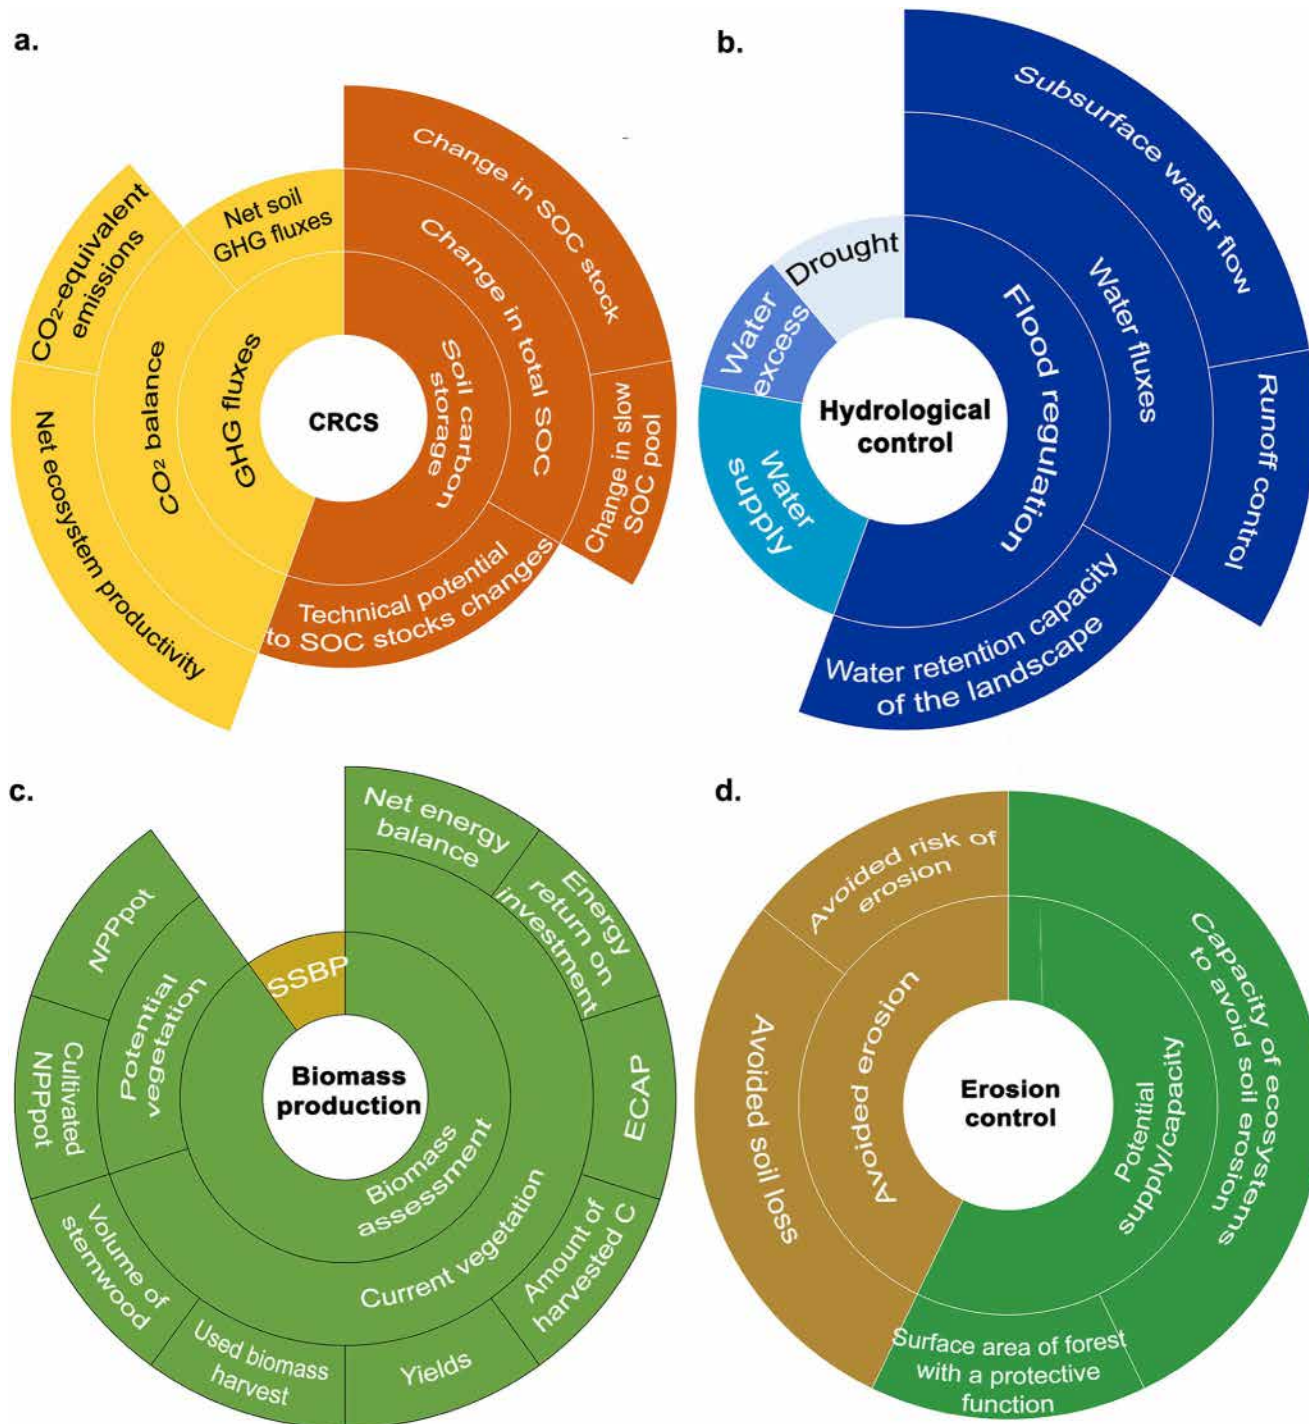 a.
Change in SOC stock
Net soil
GHG fluxes
CO₂-equivalent
emissions
Change in total SOC
Soil carbon
storage
GHG fluxes
CO₂ balance
CRCS
Net ecosystem productivity
Change in slow
SOC pool
Technical potential
to SOC stocks changes
b.
Subsurface water flow
Water fluxes
Drought
Water
excess
Flood regulation
Hydrological
control
Runoff control
Water
supply
Water retention capacity
of the landscape
c.
Net energy
balance
Energy
return on
investment
NPPpot
SSBP
Potential
vegetation
Cultivated
NPPpot
Biomass
production
ECAP
Biomass
assessment
Current vegetation
Amount of
harvested C
Volume of
stemwood
Used biomass
harvest
Yields
d.
Avoided risk of
erosion
Capacity of ecosystems
to avoid soil erosion
Avoided erosion
Avoided soil loss
Erosion
control
Potential
supply/capacity
Surface area of forest
with a protective
function